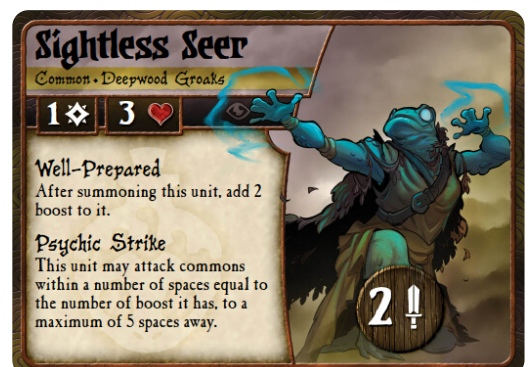 Sightless Seer
Common • Deepwood Groaks
1 3
Well-Prepared
After summoning this unit, add 2
boost to it.
Psychic Strike
This unit may attack commons
within a number of spaces equal to
the number of boost it has, to a
maximum of 5 spaces away.
2